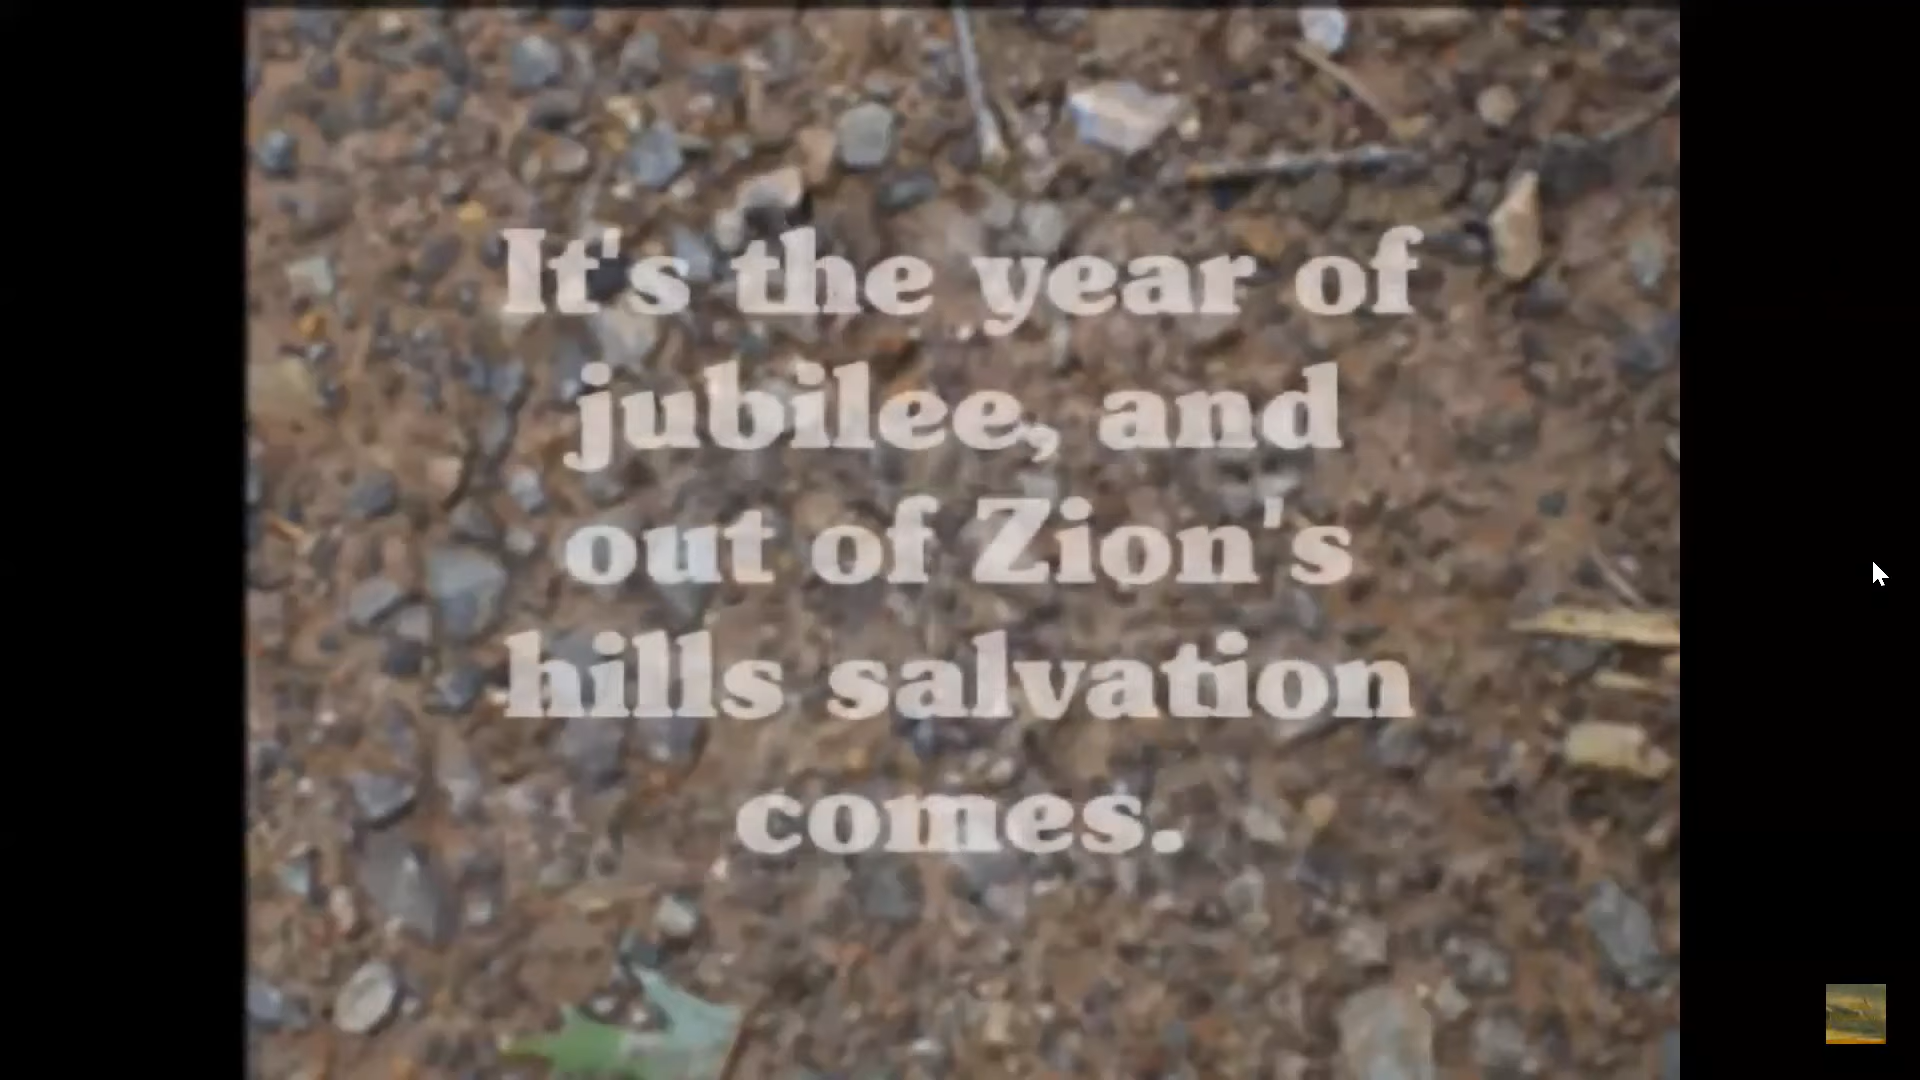 It's the year of
jubilee, and
out of Zion's
hills salvation
comes.